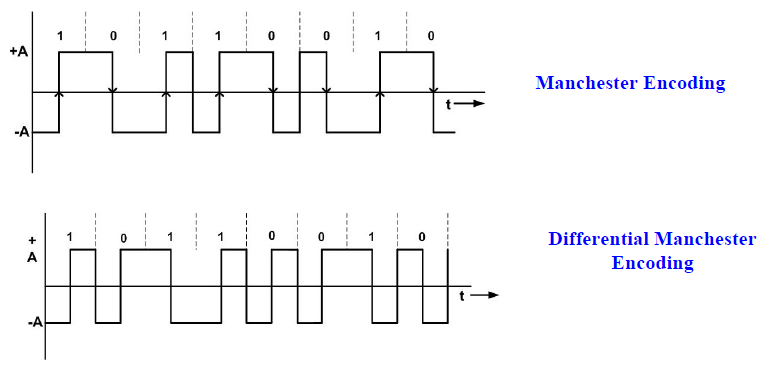 1 0 1 1 0 0 1 0
+A
t
-A
Manchester Encoding
1 0 1 1 0 0 1 0
+
A
t
-A
Differential Manchester
Encoding